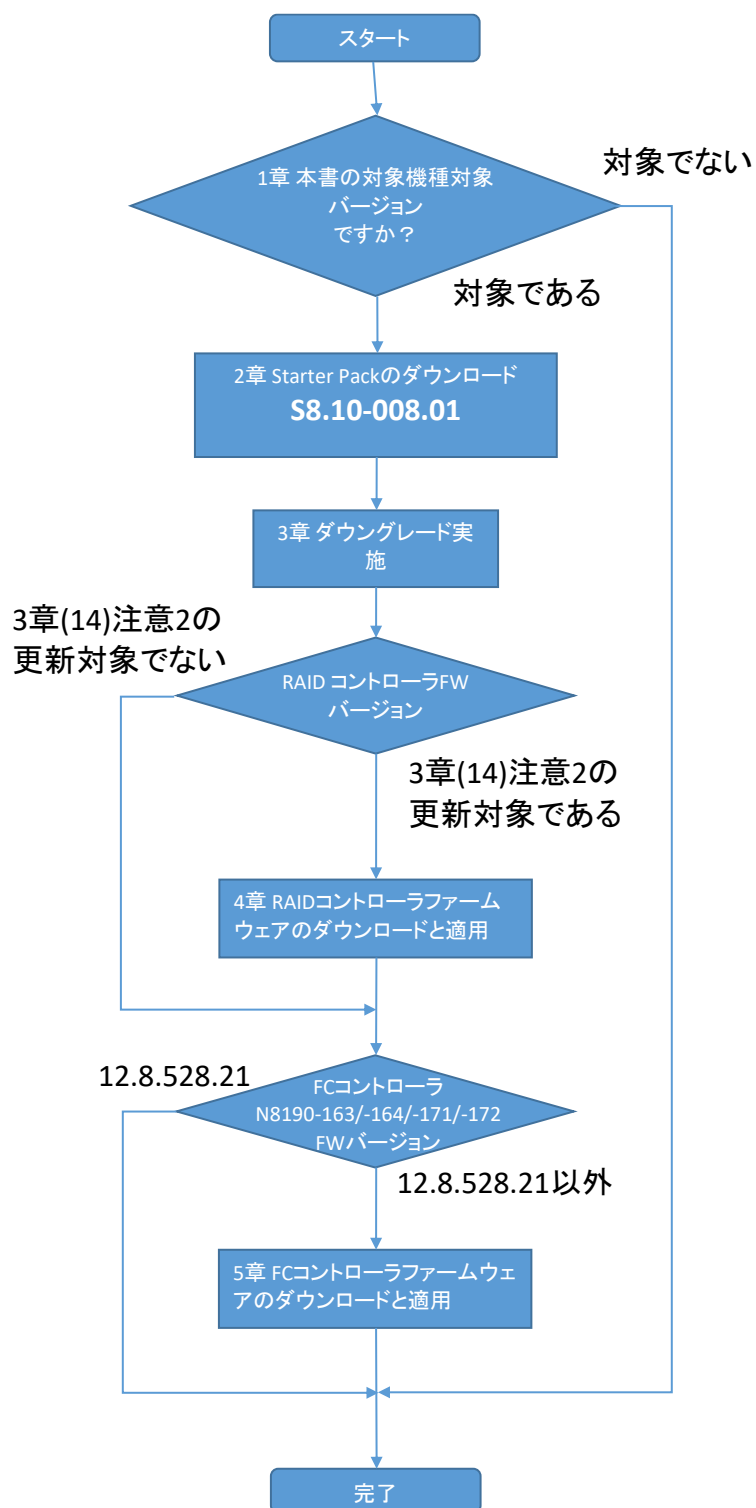 スタート
1章 本書の対象機種対象
バージョン
ですか？
対象でない
対象である
2章 Starter Packのダウンロード
S8.10-008.01
3章 ダウングレード実
施
3章(14)注意2の
更新対象でない
RAID コントローラFW
バージョン
3章(14)注意2の
更新対象である
4章 RAIDコントローラファーム
ウェアのダウンロードと適用
12.8.528.21
FCコントローラ
N8190-163/-164/-171/-172
FWバージョン
12.8.528.21以外
5章 FCコントローラファームウェ
アのダウンロードと適用
完了